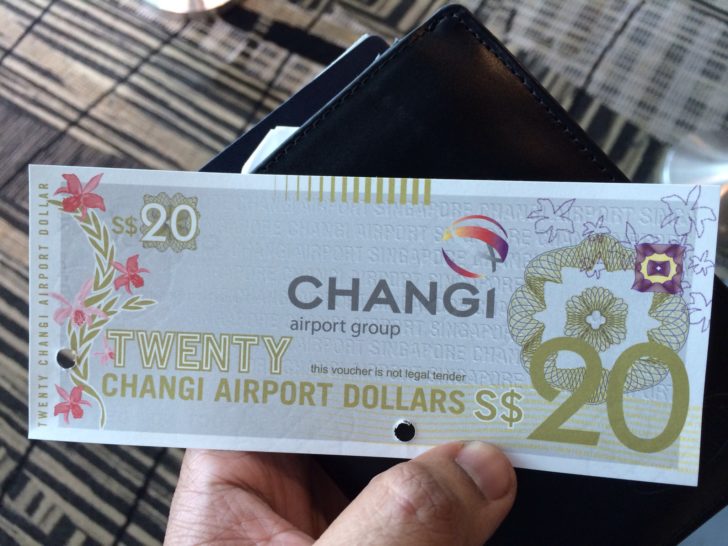 TWENTY CHANGI AIRPORT DOLLAR
S$20
CHANGI
airport group
TWENTY
this voucher is not legal tender
CHANGI AIRPORT DOLLARS S$20